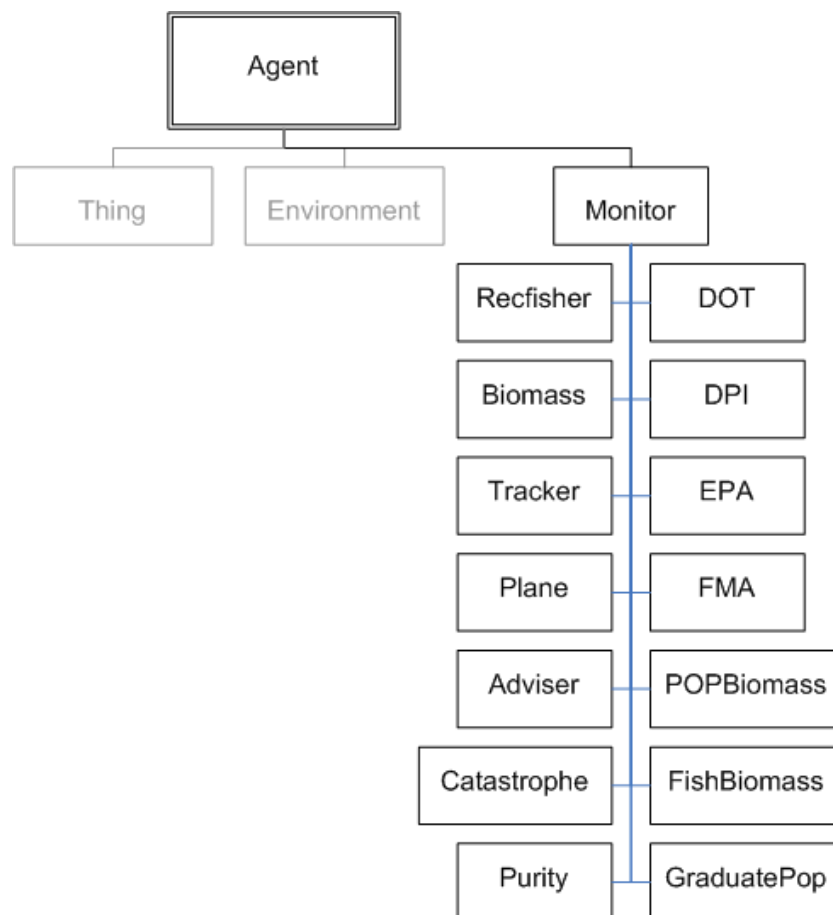 Agent
Thing
Environment
Monitor
Recfisher
DOT
Biomass
DPI
Tracker
EPA
Plane
FMA
Adviser
POPBiomass
Catastrophe
FishBiomass
Purity
GraduatePop